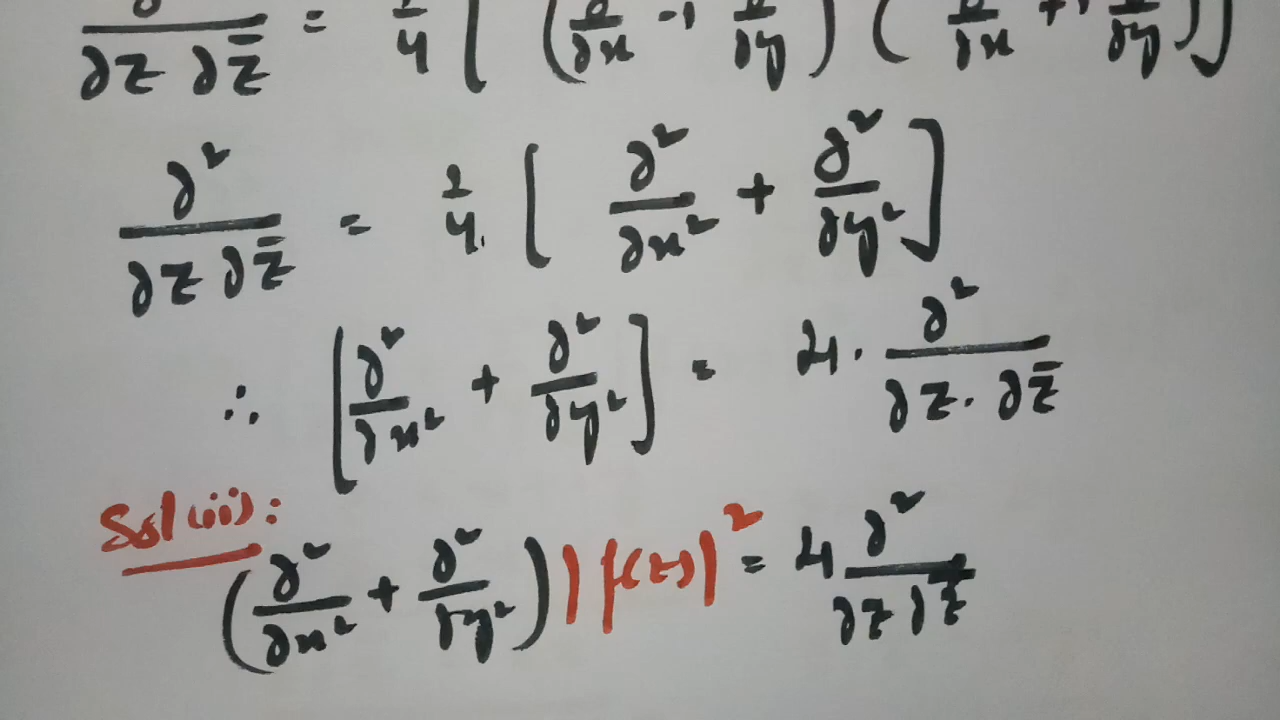 ∂/∂z ∂z̄ = 1/4 [ (∂/∂x - i ∂/∂y) ( ∂/∂x + i ∂/∂y ) ]
∂²/∂z ∂z̄ = 1/4. [ ∂²/∂x² + ∂²/∂y² ]
∴ [ ∂²/∂x² + ∂²/∂y² ] = 4. ∂²/∂z. ∂z̄
Sol (ii):
( ∂²/∂x² + ∂²/∂y² ) |f(z)|² = 4 ∂²/∂z ∂z̄